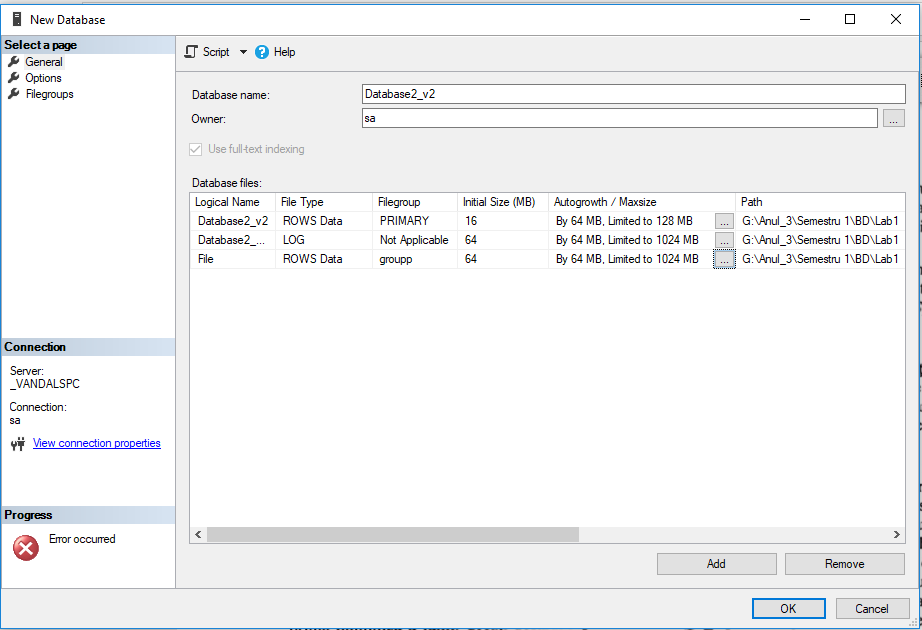 New Database
Select a page
General
Options
Filegroups
Script Help
Database name: Database2_v2
Owner: sa ...
Use full-text indexing
Database files:
Logical Name File Type Filegroup Initial Size (MB) Autogrowth / Maxsize Path
Database2_v2 ROWS Data PRIMARY 16 By 64 MB, Limited to 128 MB ... G:\Anul_3\Semestru 1\BD\Lab1
Database2_... LOG Not Applicable 64 By 64 MB, Limited to 1024 MB ... G:\Anul_3\Semestru 1\BD\Lab1
File ROWS Data groupp 64 By 64 MB, Limited to 1024 MB ... G:\Anul_3\Semestru 1\BD\Lab1
Connection
Server:
_VANDALSPC
Connection:
sa
View connection properties
Progress
Error occurred
Add Remove
OK Cancel